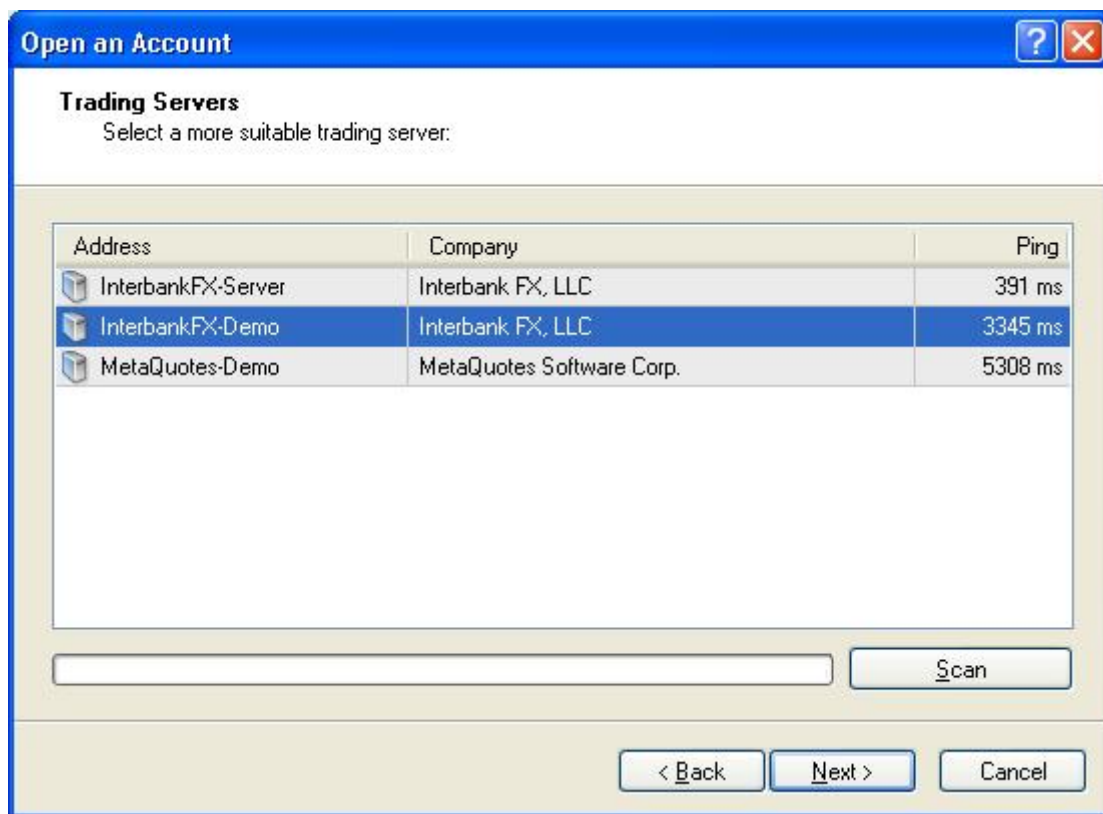 Open an Account
Trading Servers
Select a more suitable trading server:
Address Company Ping
InterbankFX-Server Interbank FX, LLC 391 ms
InterbankFX-Demo Interbank FX, LLC 3345 ms
MetaQuotes-Demo MetaQuotes Software Corp. 5308 ms
Scan
< Back Next > Cancel